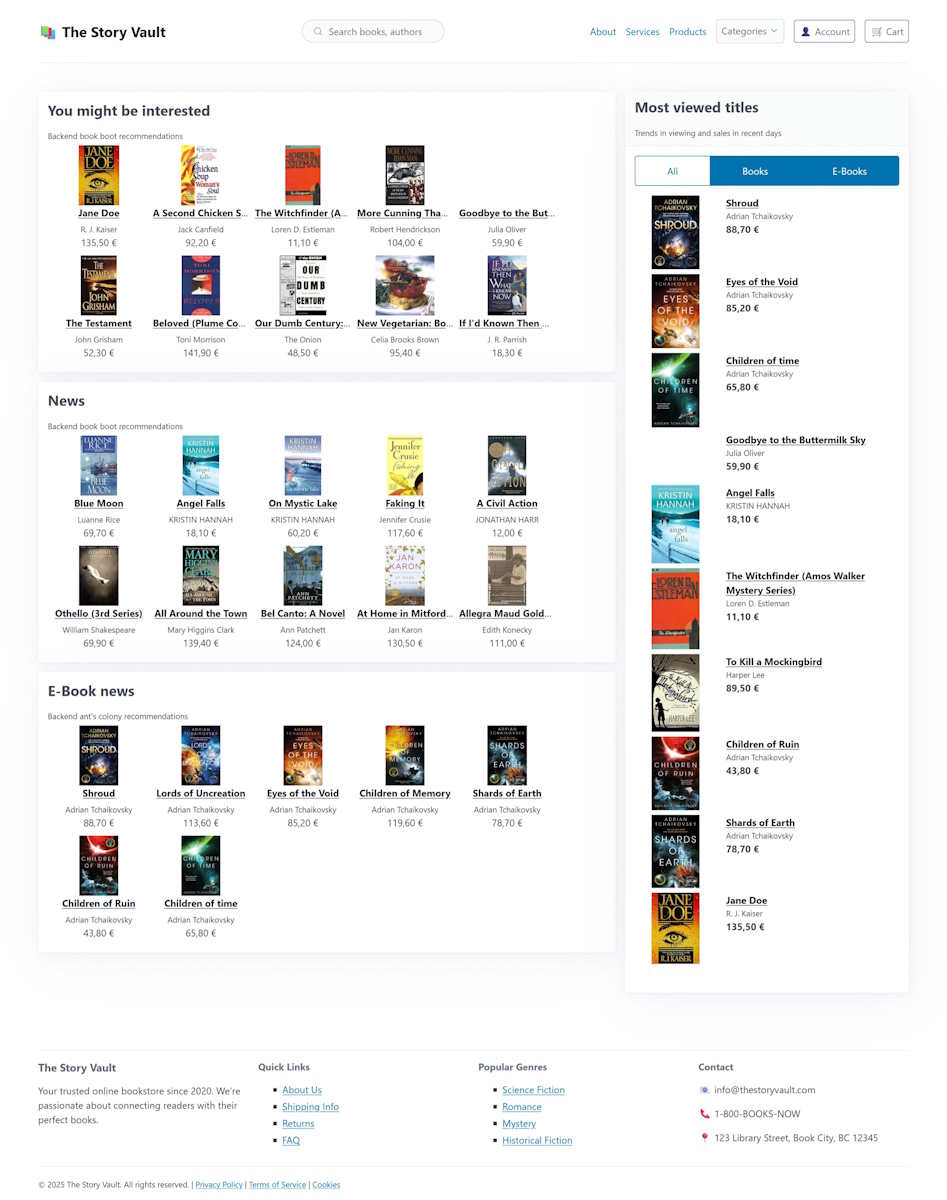 The Story Vault
Search books, authors
About Services Products Categories Account Cart
You might be interested
Backend book boot recommendations
Jane Doe A Second Chicken S... The Witchfinder (A... More Cunning Tha... Goodbye to the But...
R. J. Kaiser Jack Canfield Loren D. Estleman Robert Hendrickson Julia Oliver
135,50 € 92,20 € 11,10 € 104,00 € 59,90 €
The Testament Beloved (Plume Co... Our Dumb Century:... New Vegetarian: Bo... If I'd Known Then ...
John Grisham Toni Morrison The Onion Celia Brooks Brown J. R. Parrish
52,30 € 141,90 € 48,50 € 95,40 € 18,30 €
News
Backend book boot recommendations
Blue Moon Angel Falls On Mystic Lake Faking It A Civil Action
Luanne Rice KRISTIN HANNAH KRISTIN HANNAH Jennifer Crusie JONATHAN HARR
69,70 € 18,10 € 60,20 € 117,60 € 12,00 €
Othello (3rd Series) All Around the Town Bel Canto: A Novel At Home in Mitford... Allegra Maud Gold...
William Shakespeare Mary Higgins Clark Ann Patchett Jan Karon Edith Konecky
69,90 € 139,40 € 124,00 € 130,50 € 111,00 €
E-Book news
Backend ant's colony recommendations
Shroud Lords of Uncreation Eyes of the Void Children of Memory Shards of Earth
Adrian Tchaikovsky Adrian Tchaikovsky Adrian Tchaikovsky Adrian Tchaikovsky Adrian Tchaikovsky
88,70 € 113,60 € 85,20 € 119,60 € 78,70 €
Children of Ruin Children of time
Adrian Tchaikovsky Adrian Tchaikovsky
43,80 € 65,80 €
Most viewed titles
Trends in viewing and sales in recent days
All Books E-Books
Shroud
Adrian Tchaikovsky
88,70 €
Eyes of the Void
Adrian Tchaikovsky
85,20 €
Children of time
Adrian Tchaikovsky
65,80 €
Goodbye to the Buttermilk Sky
Julia Oliver
59,90 €
Angel Falls
KRISTIN HANNAH
18,10 €
The Witchfinder (Amos Walker
Mystery Series)
Loren D. Estleman
11,10 €
To Kill a Mockingbird
Harper Lee
89,50 €
Children of Ruin
Adrian Tchaikovsky
43,80 €
Shards of Earth
Adrian Tchaikovsky
78,70 €
Jane Doe
R. J. Kaiser
135,50 €
The Story Vault
Your trusted online bookstore since 2020. We're
passionate about connecting readers with their
perfect books.
Quick Links
About Us
Shipping Info
Returns
FAQ
Popular Genres
Science Fiction
Romance
Mystery
Historical Fiction
Contact
info@thestoryvault.com
1-800-BOOKS-NOW
123 Library Street, Book City, BC 12345
© 2025 The Story Vault. All rights reserved. | Privacy Policy | Terms of Service | Cookies